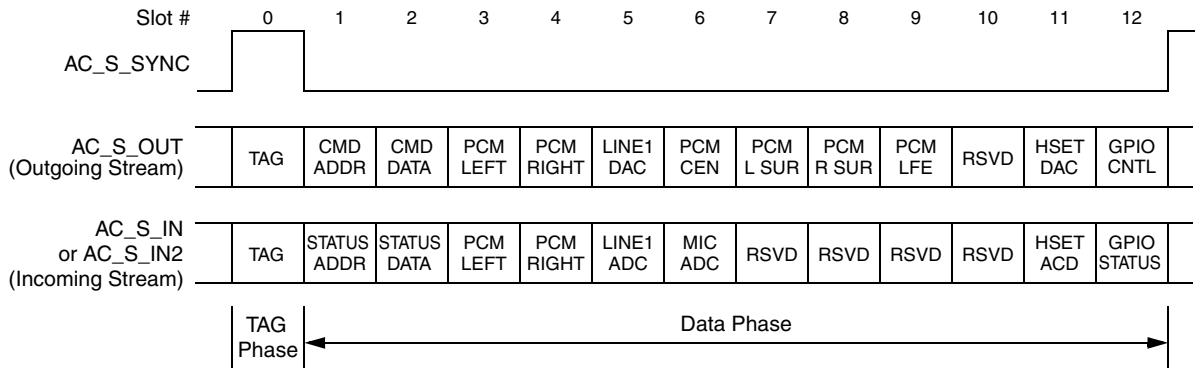 Slot # 0 1 2 3 4 5 6 7 8 9 10 11 12
AC_S_SYNC
AC_S_OUT
(Outgoing Stream)
TAG
CMD
ADDR
CMD
DATA
PCM
LEFT
PCM
RIGHT
LINE1
DAC
PCM
CEN
PCM
L SUR
PCM
R SUR
PCM
LFE
RSVD
HSET
DAC
GPIO
CNTL
AC_S_IN
or AC_S_IN2
(Incoming Stream)
TAG
STATUS
ADDR
STATUS
DATA
PCM
LEFT
PCM
RIGHT
LINE1
ADC
MIC
ADC
RSVD
RSVD
RSVD
RSVD
HSET
ACD
GPIO
STATUS
TAG
Phase
Data Phase